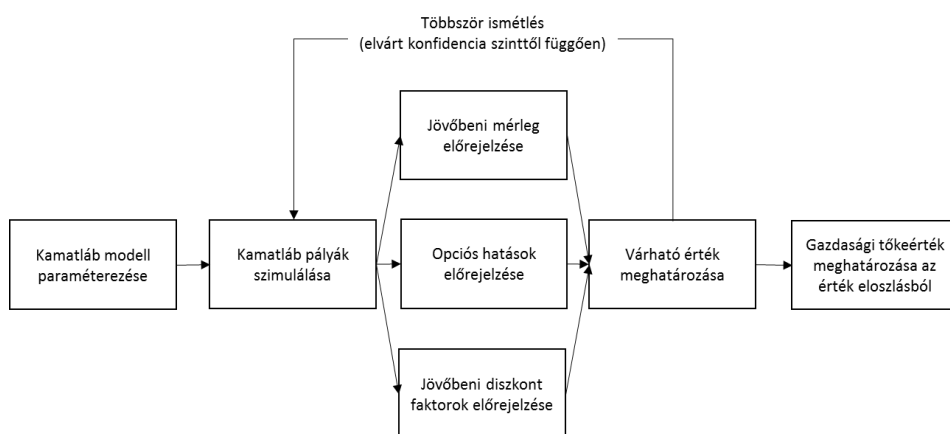 Többször ismétlés
(elvárt konfidencia szinttől függően)
Jövőbeni mérleg
előrejelzése
Kamatláb modell
paraméterezése
Kamatláb pályák
szimulálása
Opciós hatások
előrejelzése
Várható érték
meghatározása
Gazdasági tőkeérték
meghatározása az
érték eloszlásból
Jövőbeni diszkont
faktorok előrejelzése